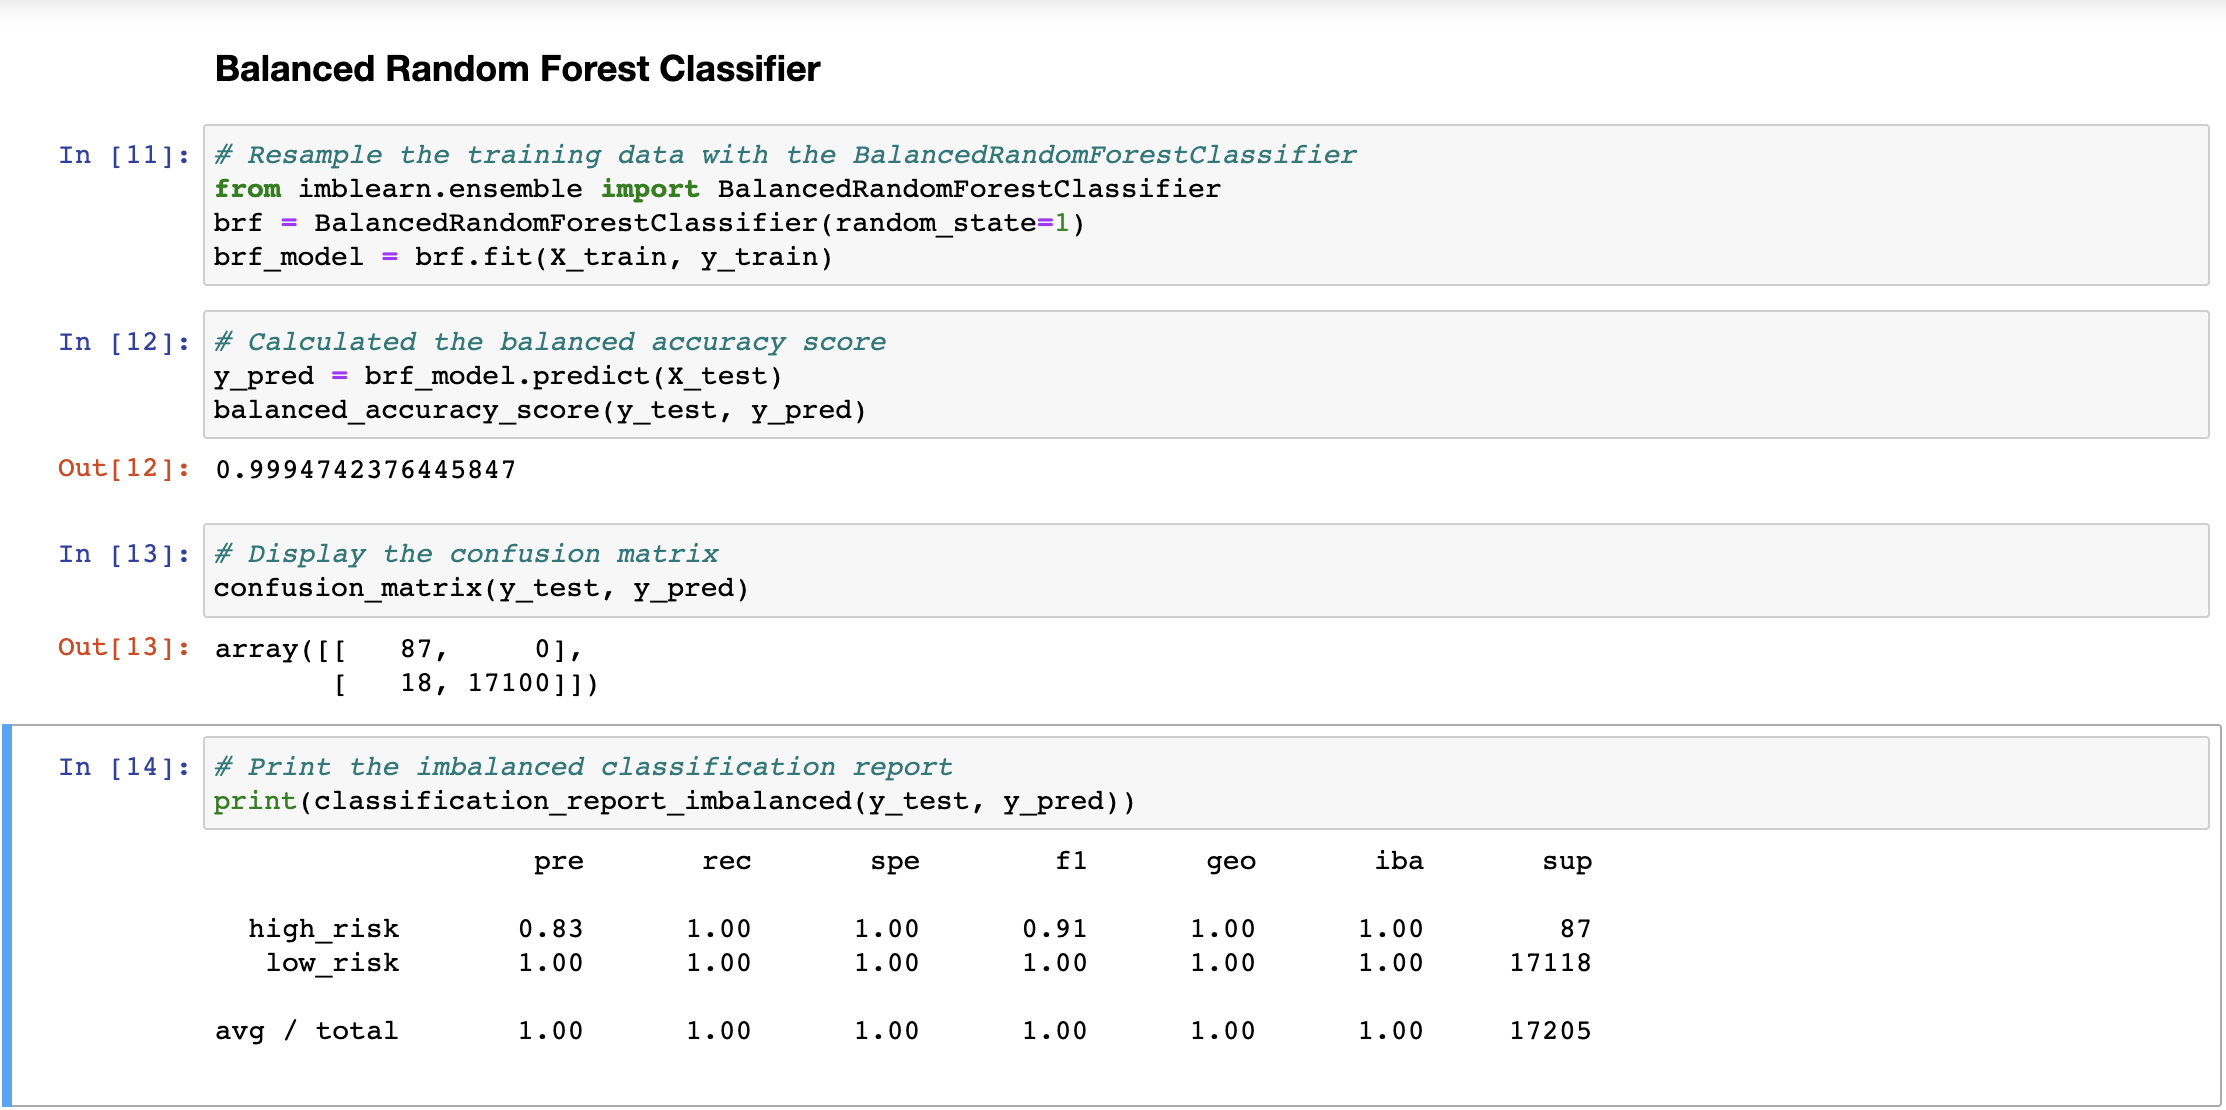 Balanced Random Forest Classifier
In [11]: # Resample the training data with the BalancedRandomForestClassifier
from imblearn.ensemble import BalancedRandomForestClassifier
brf = BalancedRandomForestClassifier(random_state=1)
brf_model = brf.fit(X_train, y_train)
In [12]: # Calculated the balanced accuracy score
y_pred = brf_model.predict(X_test)
balanced_accuracy_score(y_test, y_pred)
Out[12]: 0.9994742376445847
In [13]: # Display the confusion matrix
confusion_matrix(y_test, y_pred)
Out[13]: array([[   87,     0],
       [   18, 17100]])
In [14]: # Print the imbalanced classification report
print(classification_report_imbalanced(y_test, y_pred))
pre rec spe f1 geo iba sup
high_risk 0.83 1.00 1.00 0.91 1.00 1.00 87
low_risk 1.00 1.00 1.00 1.00 1.00 1.00 17118
avg / total 1.00 1.00 1.00 1.00 1.00 1.00 17205